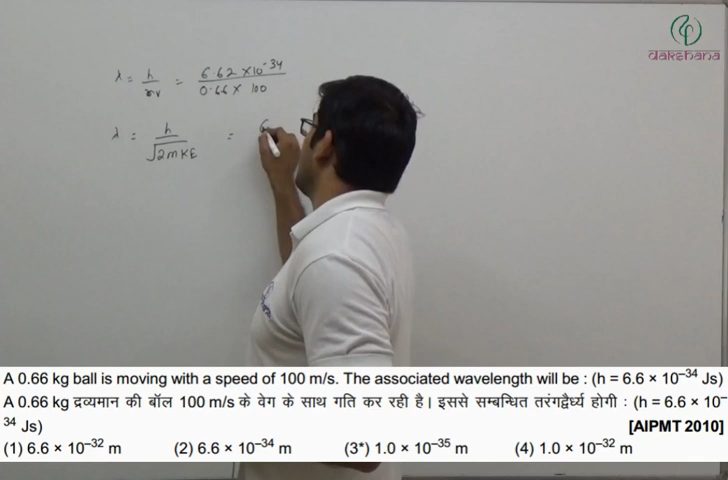 dakshana
λ = h/mv = 6.62 × 10⁻³⁴ / 0.66 × 100
λ = h/√2mKE = 6
A 0.66 kg ball is moving with a speed of 100 m/s. The associated wavelength will be : (h = 6.6 × 10⁻³⁴ Js)
A 0.66 kg द्रव्यमान की बॉल 100 m/s के वेग के साथ गति कर रही है। इससे सम्बन्धित तरंगद्वैर्ध्य होगी : (h = 6.6 × 10⁻
³⁴ Js) [AIPMT 2010]
(1) 6.6 × 10⁻³² m (2) 6.6 × 10⁻³⁴ m (3*) 1.0 × 10⁻³⁵ m (4) 1.0 × 10⁻³² m